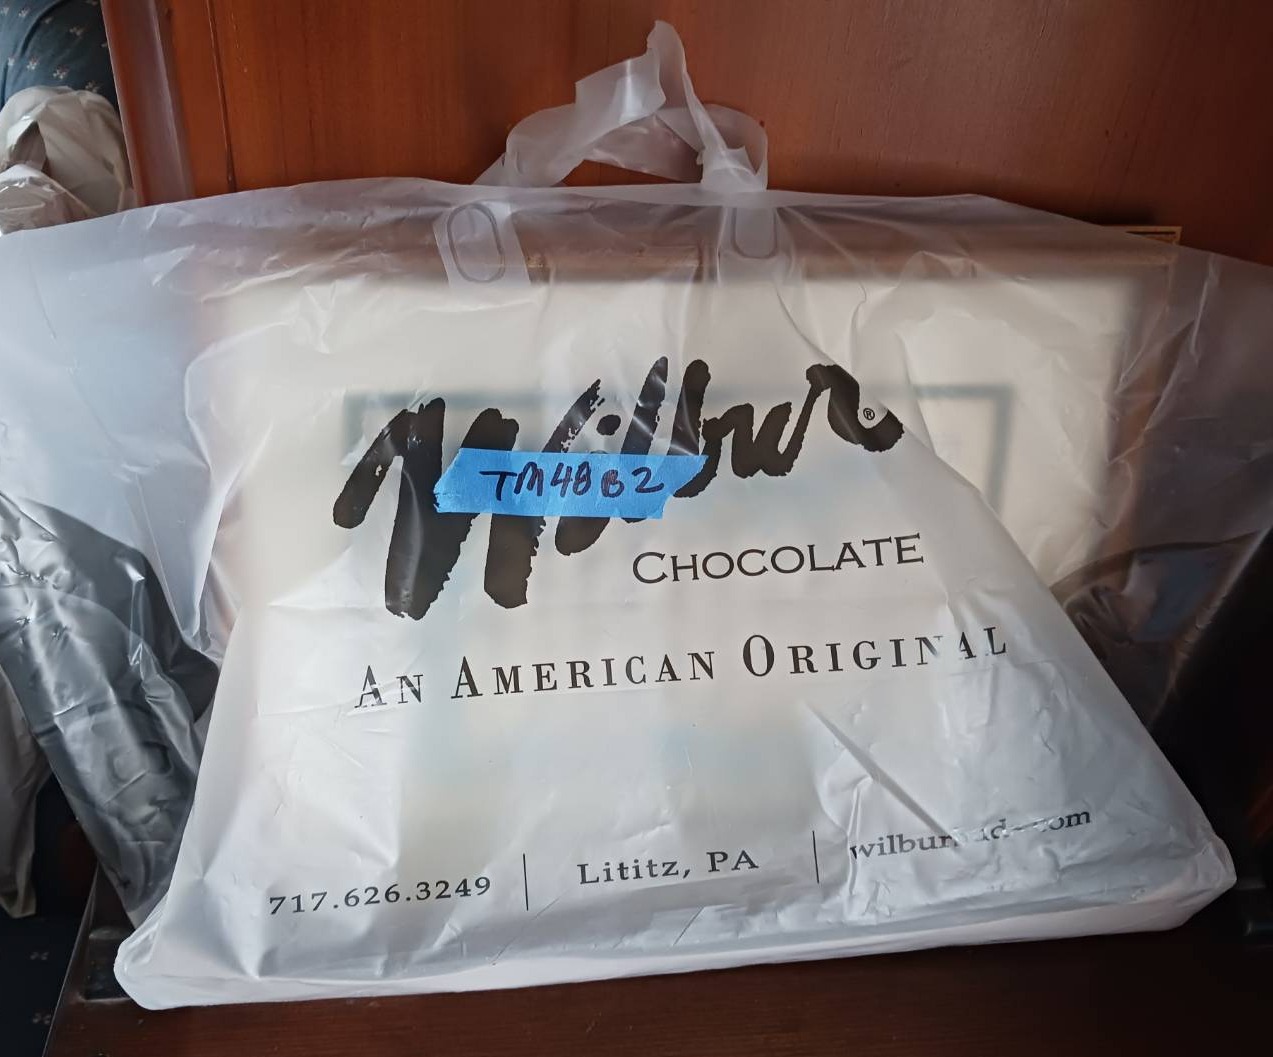 Wilbur®
TM48B2
CHOCOLATE
AN AMERICAN ORIGINAL
717.626.3249 | Lititz, PA |